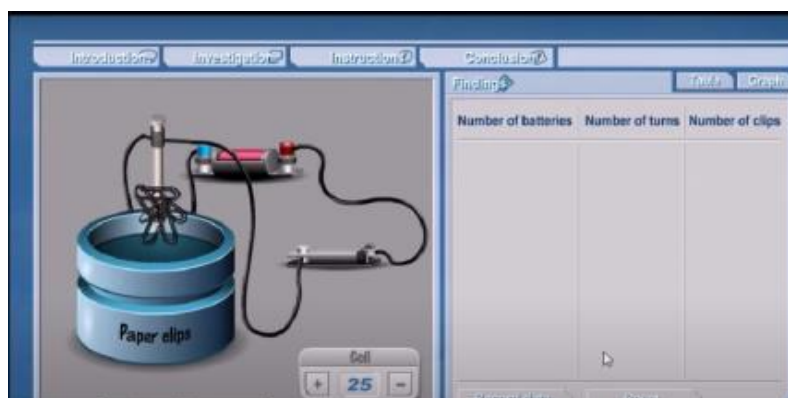 Introduction
Investigation
Instruction
Conclusion
Findings
Table
Graph
Number of batteries
Number of turns
Number of clips
Paper clips
Coil
+ 25 -